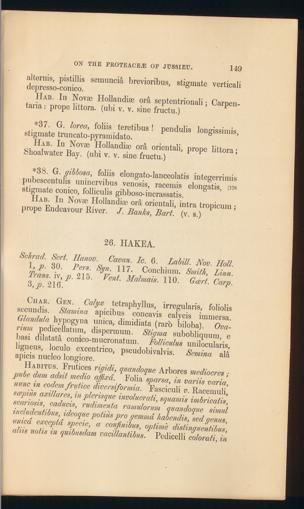 ON THE PROTEACRÆ OF JUSSIEU. 149
alternis, pistillis semunciâ brevioribus, stigmate verticali
depresso-conico.
HAB. In Novæ Hollandiæ orâ septentrionali; Carpen-
taria: prope littora. (ubi v. v. sine fructu.)
*37. G. lorea, foliis teretibus! pendulis longissimis,
stigmate truncato-pyramidato.
HAB. In Novæ Hollandiæ orâ orientali, prope littora;
Shoalwater Bay. (ubi v. v. sine fructu.)
*38. G. gibbosa, foliis elongato-lanceolatis integerrimis
pubescentulis uninervibus venosis, racemis elongatis,
stigmate conico, folliculis gibboso-incrassatis.
HAB. In Novæ Hollandiæ orâ orientali, intra tropicum;
prope Endeavour River. J. Banks, Bart. (v. s.)
26. HAKEA.
Schrad. Sert. Hanov. Cavan. Ic. 6. Labill. Nov. Holl.
1, p. 30. Pers. Syn. 117. Conchium. Smith, Linn.
Trans. iv, p. 215. Vent. Malmais. 110. Gært. Carp.
3, p. 216.
CHAR. GEN. Calyx tetraphyllus, irregularis, foliolis
secundis. Stamina apicibus concavis calycis immersa.
Glandula hypogyna unica, dimidiata (rarò biloba). Ova-
rium pedicellatum, dispermum. Stigma subobliquum, e
basi dilatatâ conico-mucronatum. Folliculus unilocularis,
ligneus, loculo excentrico, pseudobivalvis. Semina alâ
apicis nucleo longiore.
HABITUS. Frutices rigidi, quandoque Arbores mediocres;
pube dum adsit medio affixâ. Folia sparsa, in variis varia,
nunc in eodem frutice diversiformia. Fasciculi v. Racemuli,
sæpiùs axillares, in plerisque involucrati, squamis imbricatis,
scariosis, caducis, rudimenta ramulorum quandoque simul
includentibus, ideoque potiùs pro gemmâ habendis, sed genus,
unicâ exceptâ specie, a confinibus, optimè distinguentibus,
aliis notis in quibusdam vacillantibus. Pedicelli colorati, in